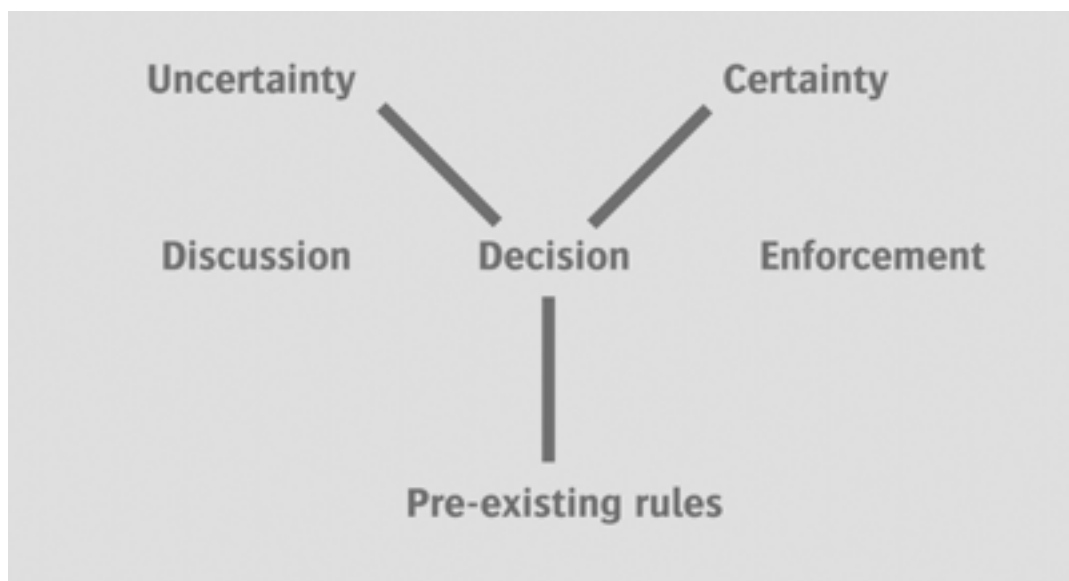 Uncertainty Certainty
Discussion Decision Enforcement
Pre-existing rules